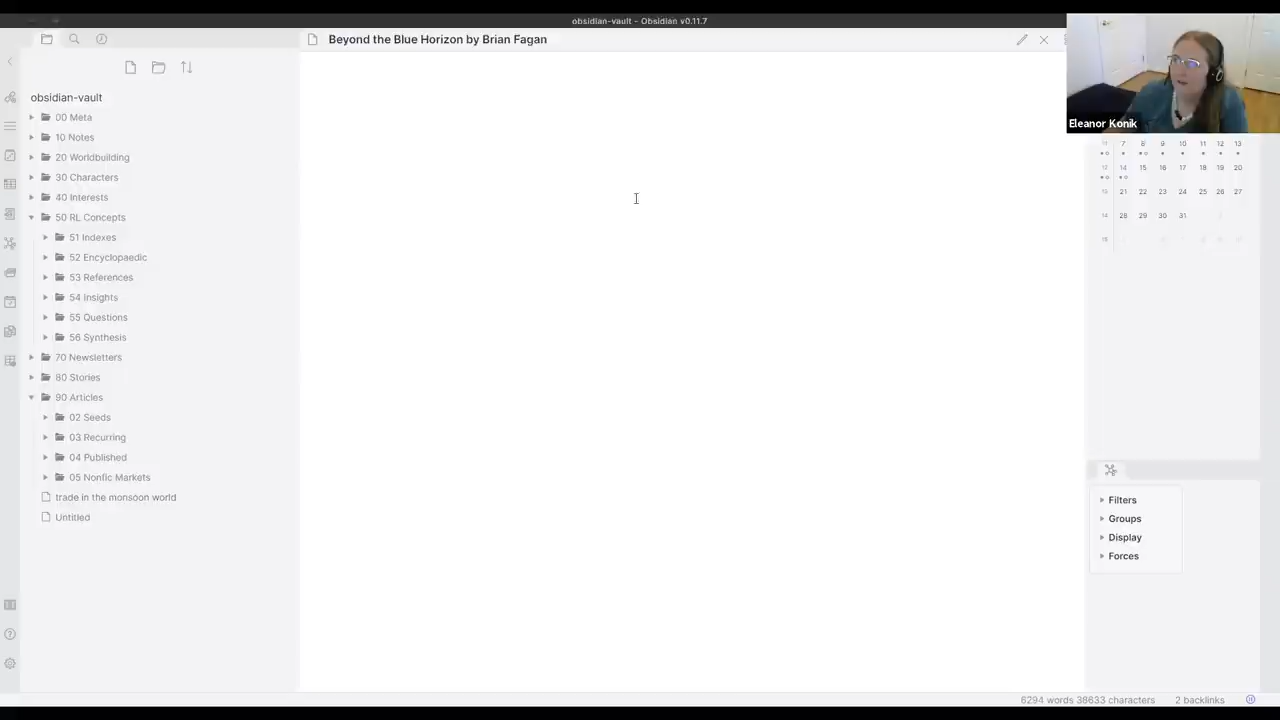 obsidian-vault - Obsidian v0.11.7
Beyond the Blue Horizon by Brian Fagan
Eleanor Konik
obsidian-vault
00 Meta
10 Notes
20 Worldbuilding
30 Characters
40 Interests
50 RL Concepts
51 Indexes
52 Encyclopaedic
53 References
54 Insights
55 Questions
56 Synthesis
70 Newsletters
80 Stories
90 Articles
02 Seeds
03 Recurring
04 Published
05 Nonfic Markets
trade in the monsoon world
Untitled
7 8 9 10 11 12 13
12 14 15 16 17 18 19 20
13 21 22 23 24 25 26 27
14 28 29 30 31
15
Filters
Groups
Display
Forces
6294 words 38633 characters 2 backlinks